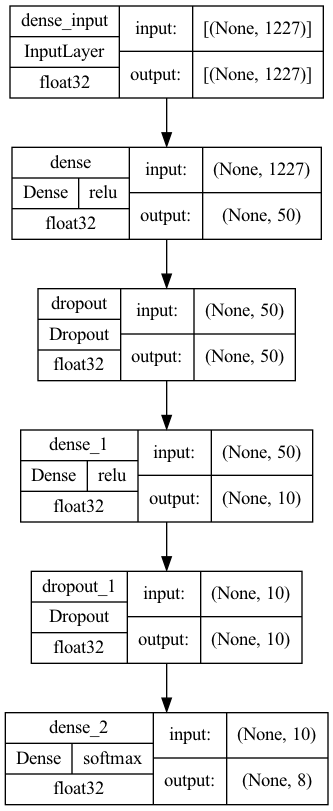 dense_input
InputLayer
float32
input:
[(None, 1227)]
output:
[(None, 1227)]
dense
Dense relu
float32
input:
(None, 1227)
output:
(None, 50)
dropout
Dropout
float32
input:
(None, 50)
output:
(None, 50)
dense_1
Dense relu
float32
input:
(None, 50)
output:
(None, 10)
dropout_1
Dropout
float32
input:
(None, 10)
output:
(None, 10)
dense_2
Dense softmax
float32
input:
(None, 10)
output:
(None, 8)